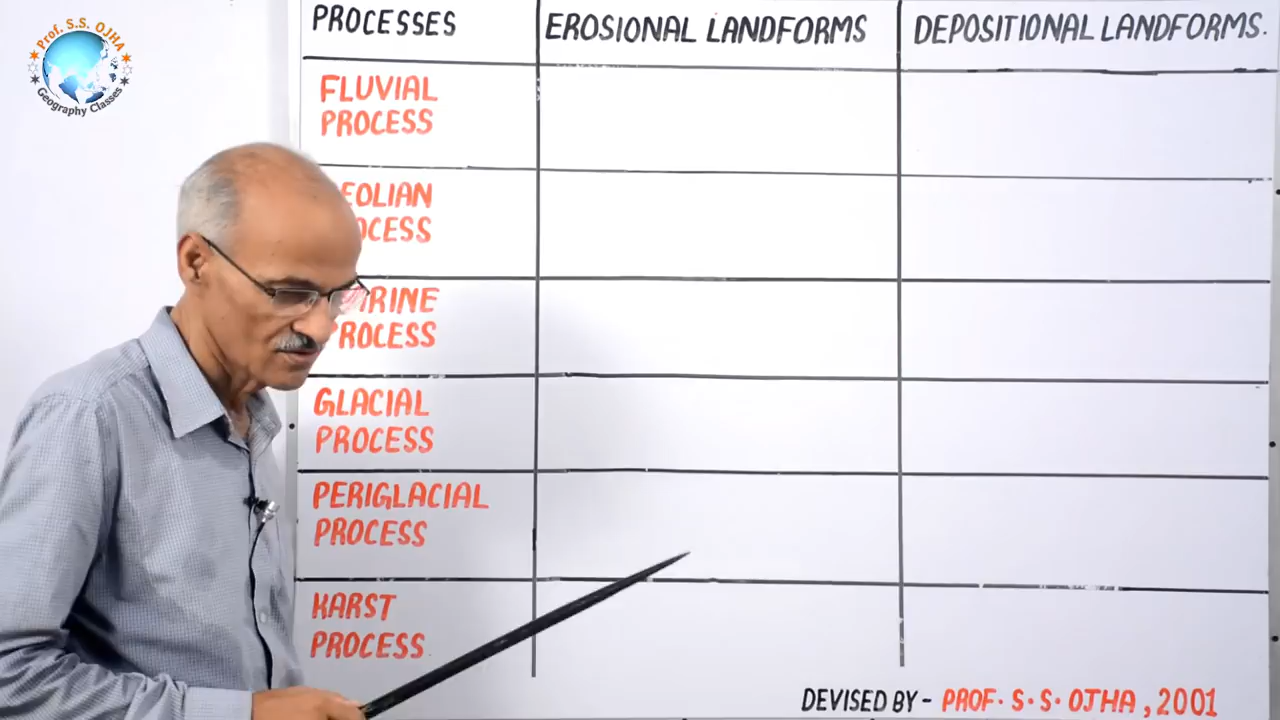 Prof. S.S. OJHA
Geography Classes
PROCESSES EROSIONAL LANDFORMS DEPOSITIONAL LANDFORMS.
FLUVIAL
PROCESS
EOLIAN
OCESS
RINE
ROCESS
GLACIAL
PROCESS
PERIGLACIAL
PROCESS
KARST
PROCESS
DEVISED BY - PROF. S. S. OJHA, 2001